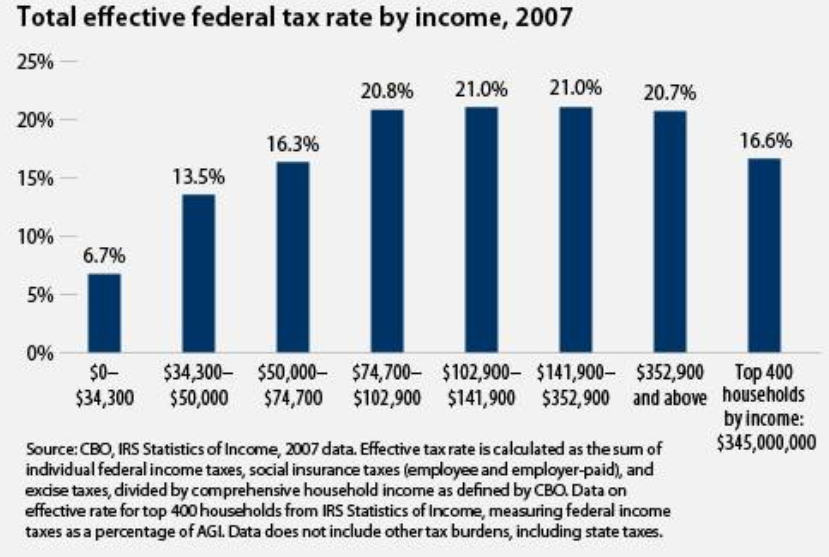 Total effective federal tax rate by income, 2007
25%
20%
15%
10%
5%
0%
6.7%
13.5%
16.3%
20.8%
21.0%
21.0%
20.7%
16.6%
$0–
$34,300
$34,300–
$50,000
$50,000–
$74,700
$74,700–
$102,900
$102,900–
$141,900
$141,900–
$352,900
$352,900
and above
Top 400
households
by income:
$345,000,000
Source: CBO, IRS Statistics of Income, 2007 data. Effective tax rate is calculated as the sum of
individual federal income taxes, social insurance taxes (employee and employer-paid), and
excise taxes, divided by comprehensive household income as defined by CBO. Data on
effective rate for top 400 households from IRS Statistics of Income, measuring federal income
taxes as a percentage of AGI. Data does not include other tax burdens, including state taxes.